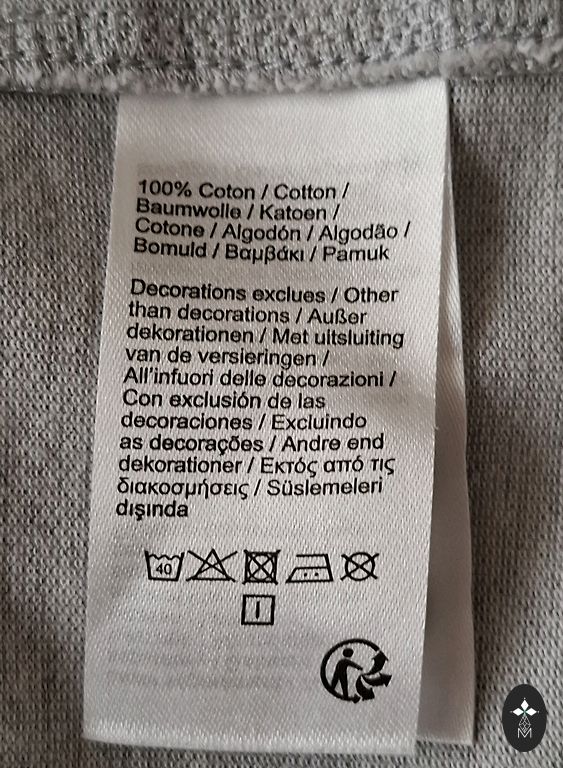 100% Coton / Cotton /
Baumwolle / Katoen /
Cotone / Algodón / Algodão /
Bomuld / Βαμβάκι / Pamuk
Decorations exclues / Other
than decorations / Außer
dekorationen / Met uitsluiting
van de versieringen /
All'infuori delle decorazioni /
Con exclusión de las
decoraciones / Excluindo
as decorações / Andre end
dekorationer / Εκτός από τις
διακοσμήσεις / Süslemeleri
dışında
40
M